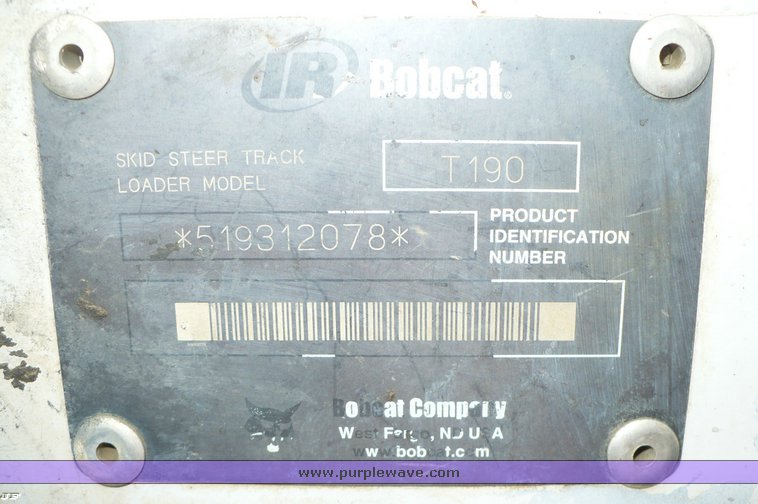 IR Bobcat®
SKID STEER TRACK
LOADER MODEL
T190
*519312078*
PRODUCT
IDENTIFICATION
NUMBER
Bobcat Company
West Fargo, ND USA
www.bobcat.com
www.purplewave.com